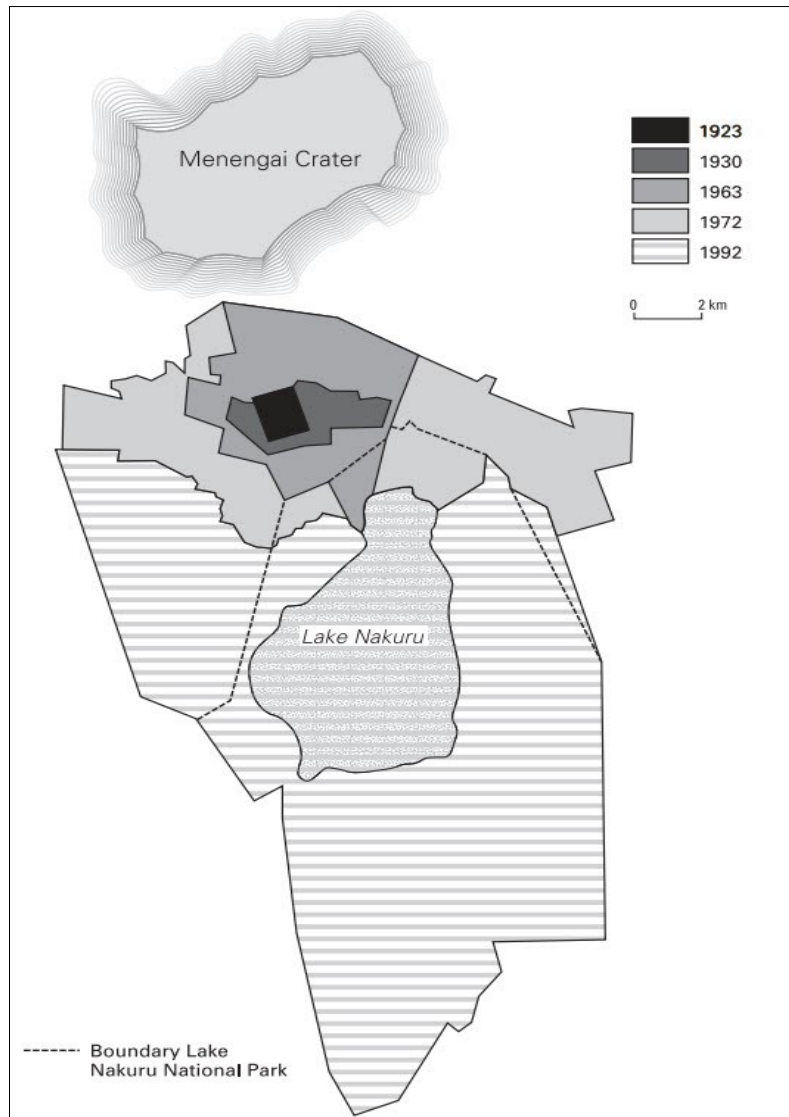 Menengai Crater
1923
1930
1963
1972
1992
0 2 km
Lake Nakuru
Boundary Lake
Nakuru National Park